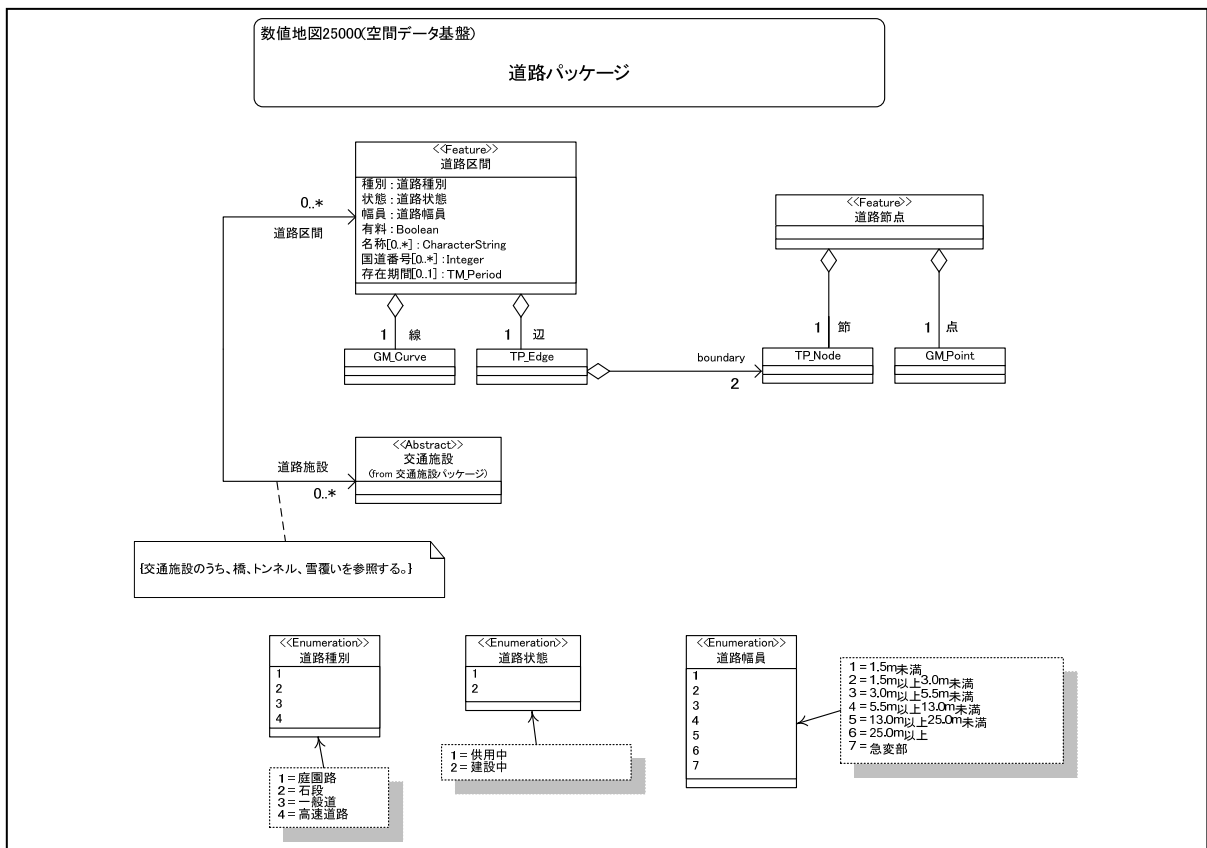 数値地図25000(空間データ基盤)
道路パッケージ
<<Feature>>
道路区間
種別 : 道路種別
状態 : 道路状態
幅員 : 道路幅員
有料 : Boolean
名称[0..*] : CharacterString
国道番号[0..*] : Integer
存在期間[0..1] : TM_Period
0..*
道路区間
<<Feature>>
道路節点
1 線
1 辺
1 節
1 点
GM_Curve
TP_Edge
boundary
2
TP_Node
GM_Point
<<Abstract>>
交通施設
(from 交通施設パッケージ)
道路施設
0..*
{交通施設のうち、橋、トンネル、雪覆いを参照する。}
<<Enumeration>>
道路種別
1
2
3
4
1 = 庭園路
2 = 石段
3 = 一般道
4 = 高速道路
<<Enumeration>>
道路状態
1
2
1 = 供用中
2 = 建設中
<<Enumeration>>
道路幅員
1
2
3
4
5
6
7
1 = 1.5m未満
2 = 1.5m以上3.0m未満
3 = 3.0m以上5.5m未満
4 = 5.5m以上13.0m未満
5 = 13.0m以上25.0m未満
6 = 25.0m以上
7 = 急変部